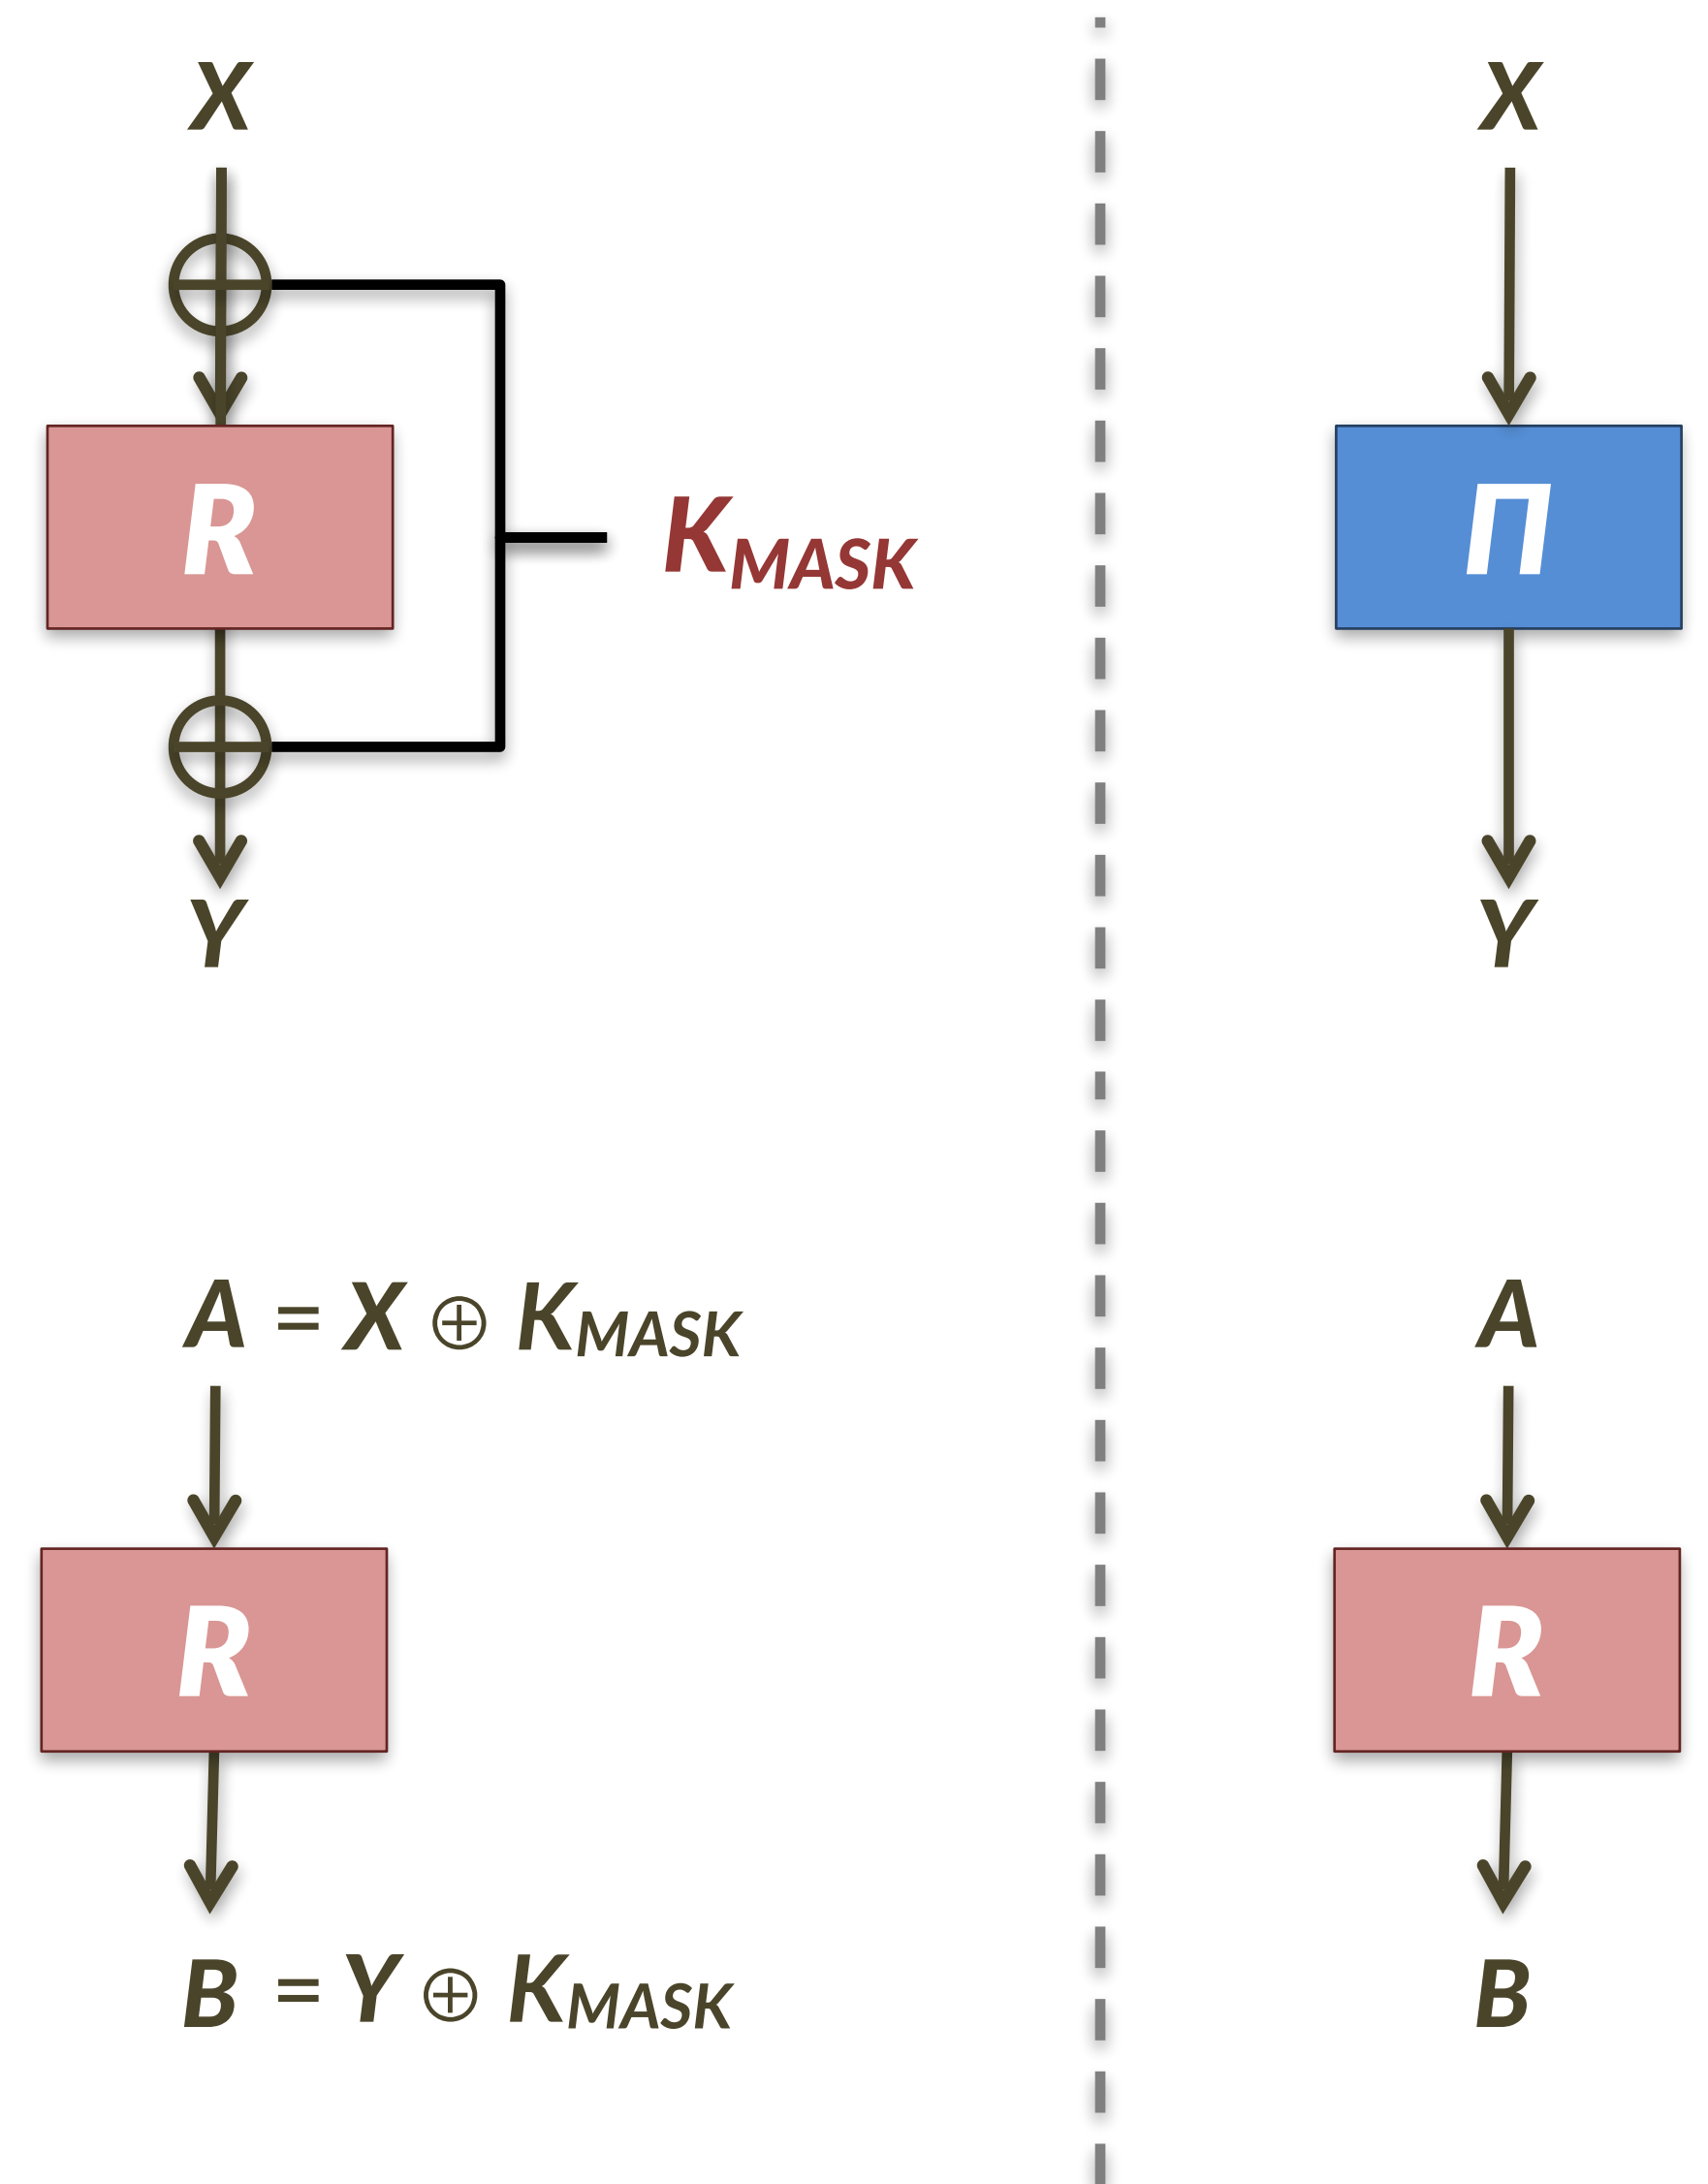 X X
R K_MASK Π
Y Y
A = X ⊕ K_MASK A
R R
B = Y ⊕ K_MASK B